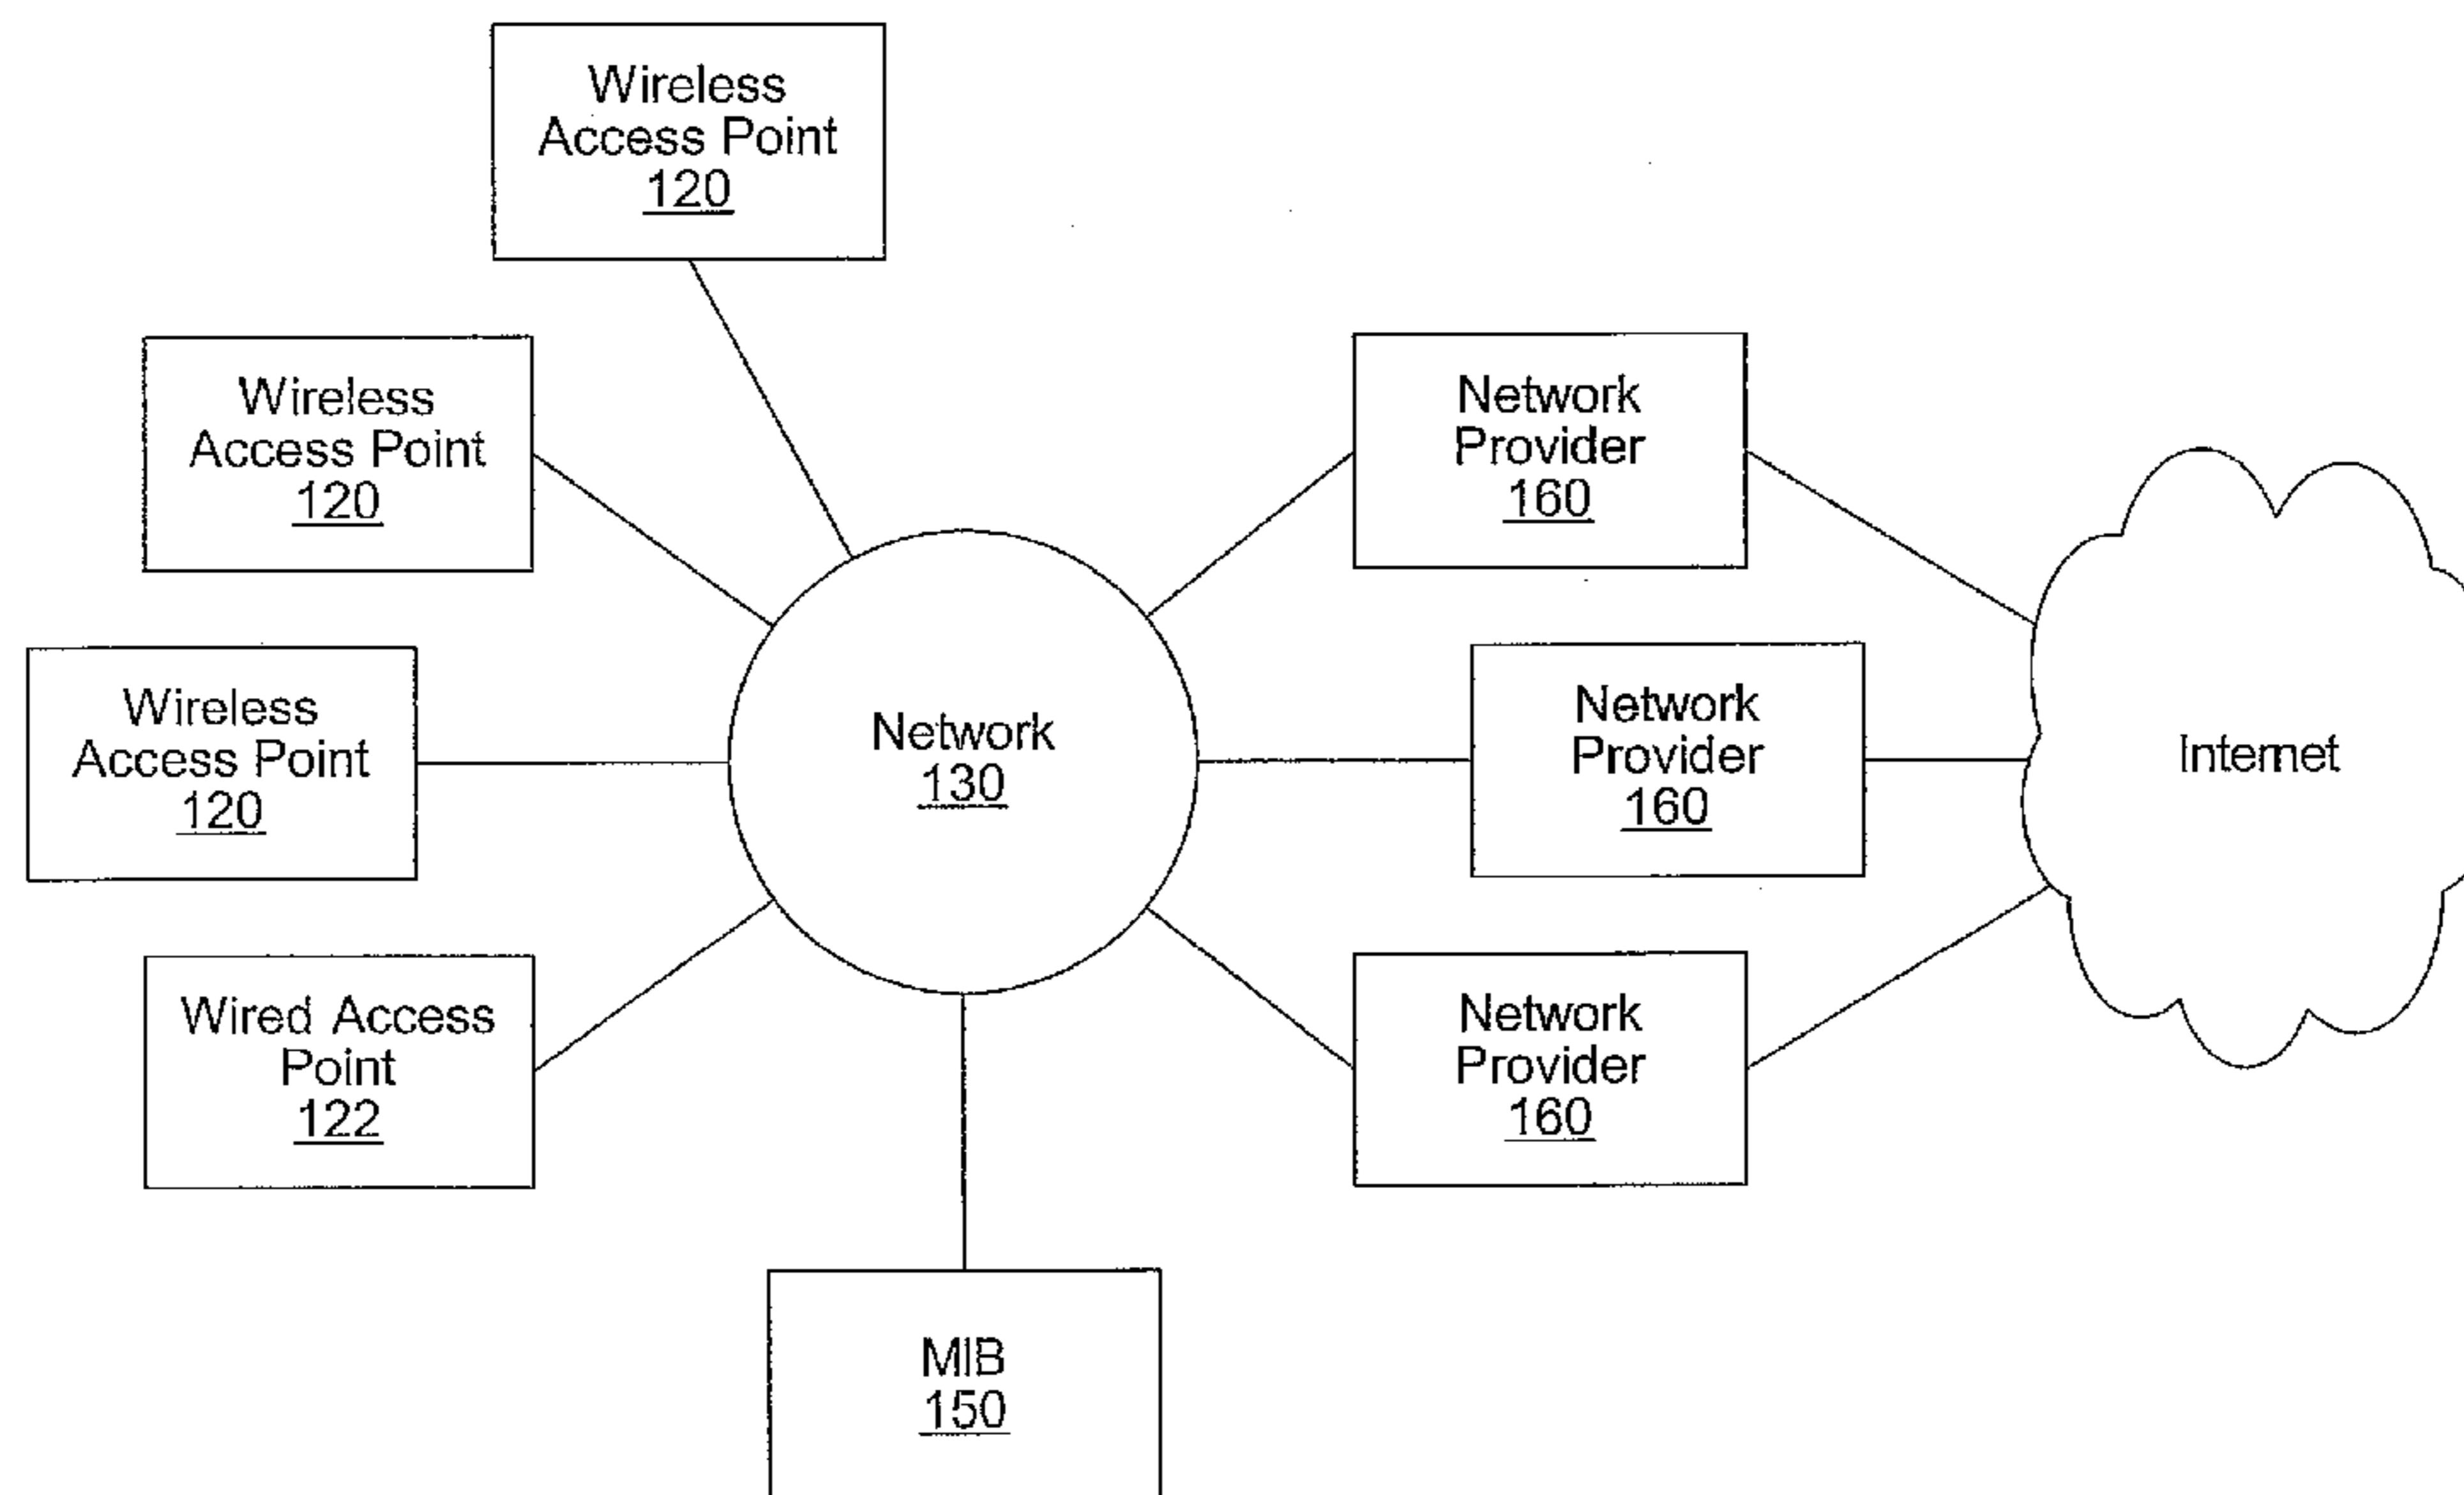 Wireless
Access Point
120
Wireless
Access Point
120
Wireless
Access Point
120
Wired Access
Point
122
Network
130
MIB
150
Network
Provider
160
Network
Provider
160
Network
Provider
160
Internet